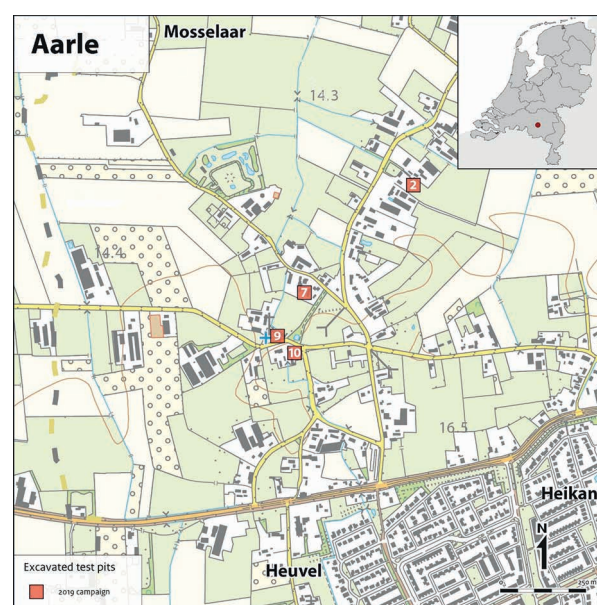 Aarle
Mosselaar
14.3
2
14.4
7
9
10
16.5
Heikan
N
Heuvel
250 m
Excavated test pits
2019 campaign